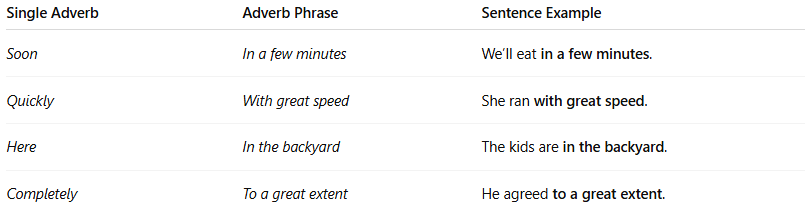 Single Adverb Adverb Phrase Sentence Example
Soon In a few minutes We’ll eat in a few minutes.
Quickly With great speed She ran with great speed.
Here In the backyard The kids are in the backyard.
Completely To a great extent He agreed to a great extent.